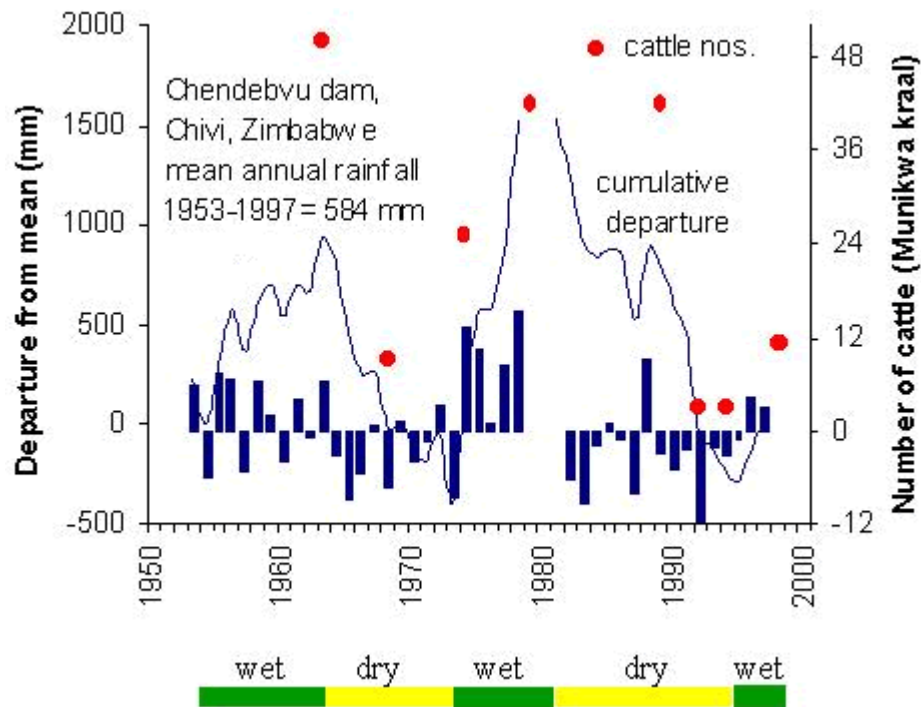 Departure from mean (mm)
2000
1500
1000
500
0
-500
Chendebvu dam,
Chivi, Zimbabwe
mean annual rainfall
1953-1997 = 584 mm
cattle nos.
cumulative
departure
48
36
24
12
0
-12
Number of cattle (Munikwa kraal)
1950
1960
1970
1980
1990
2000
wet
dry
wet
dry
wet